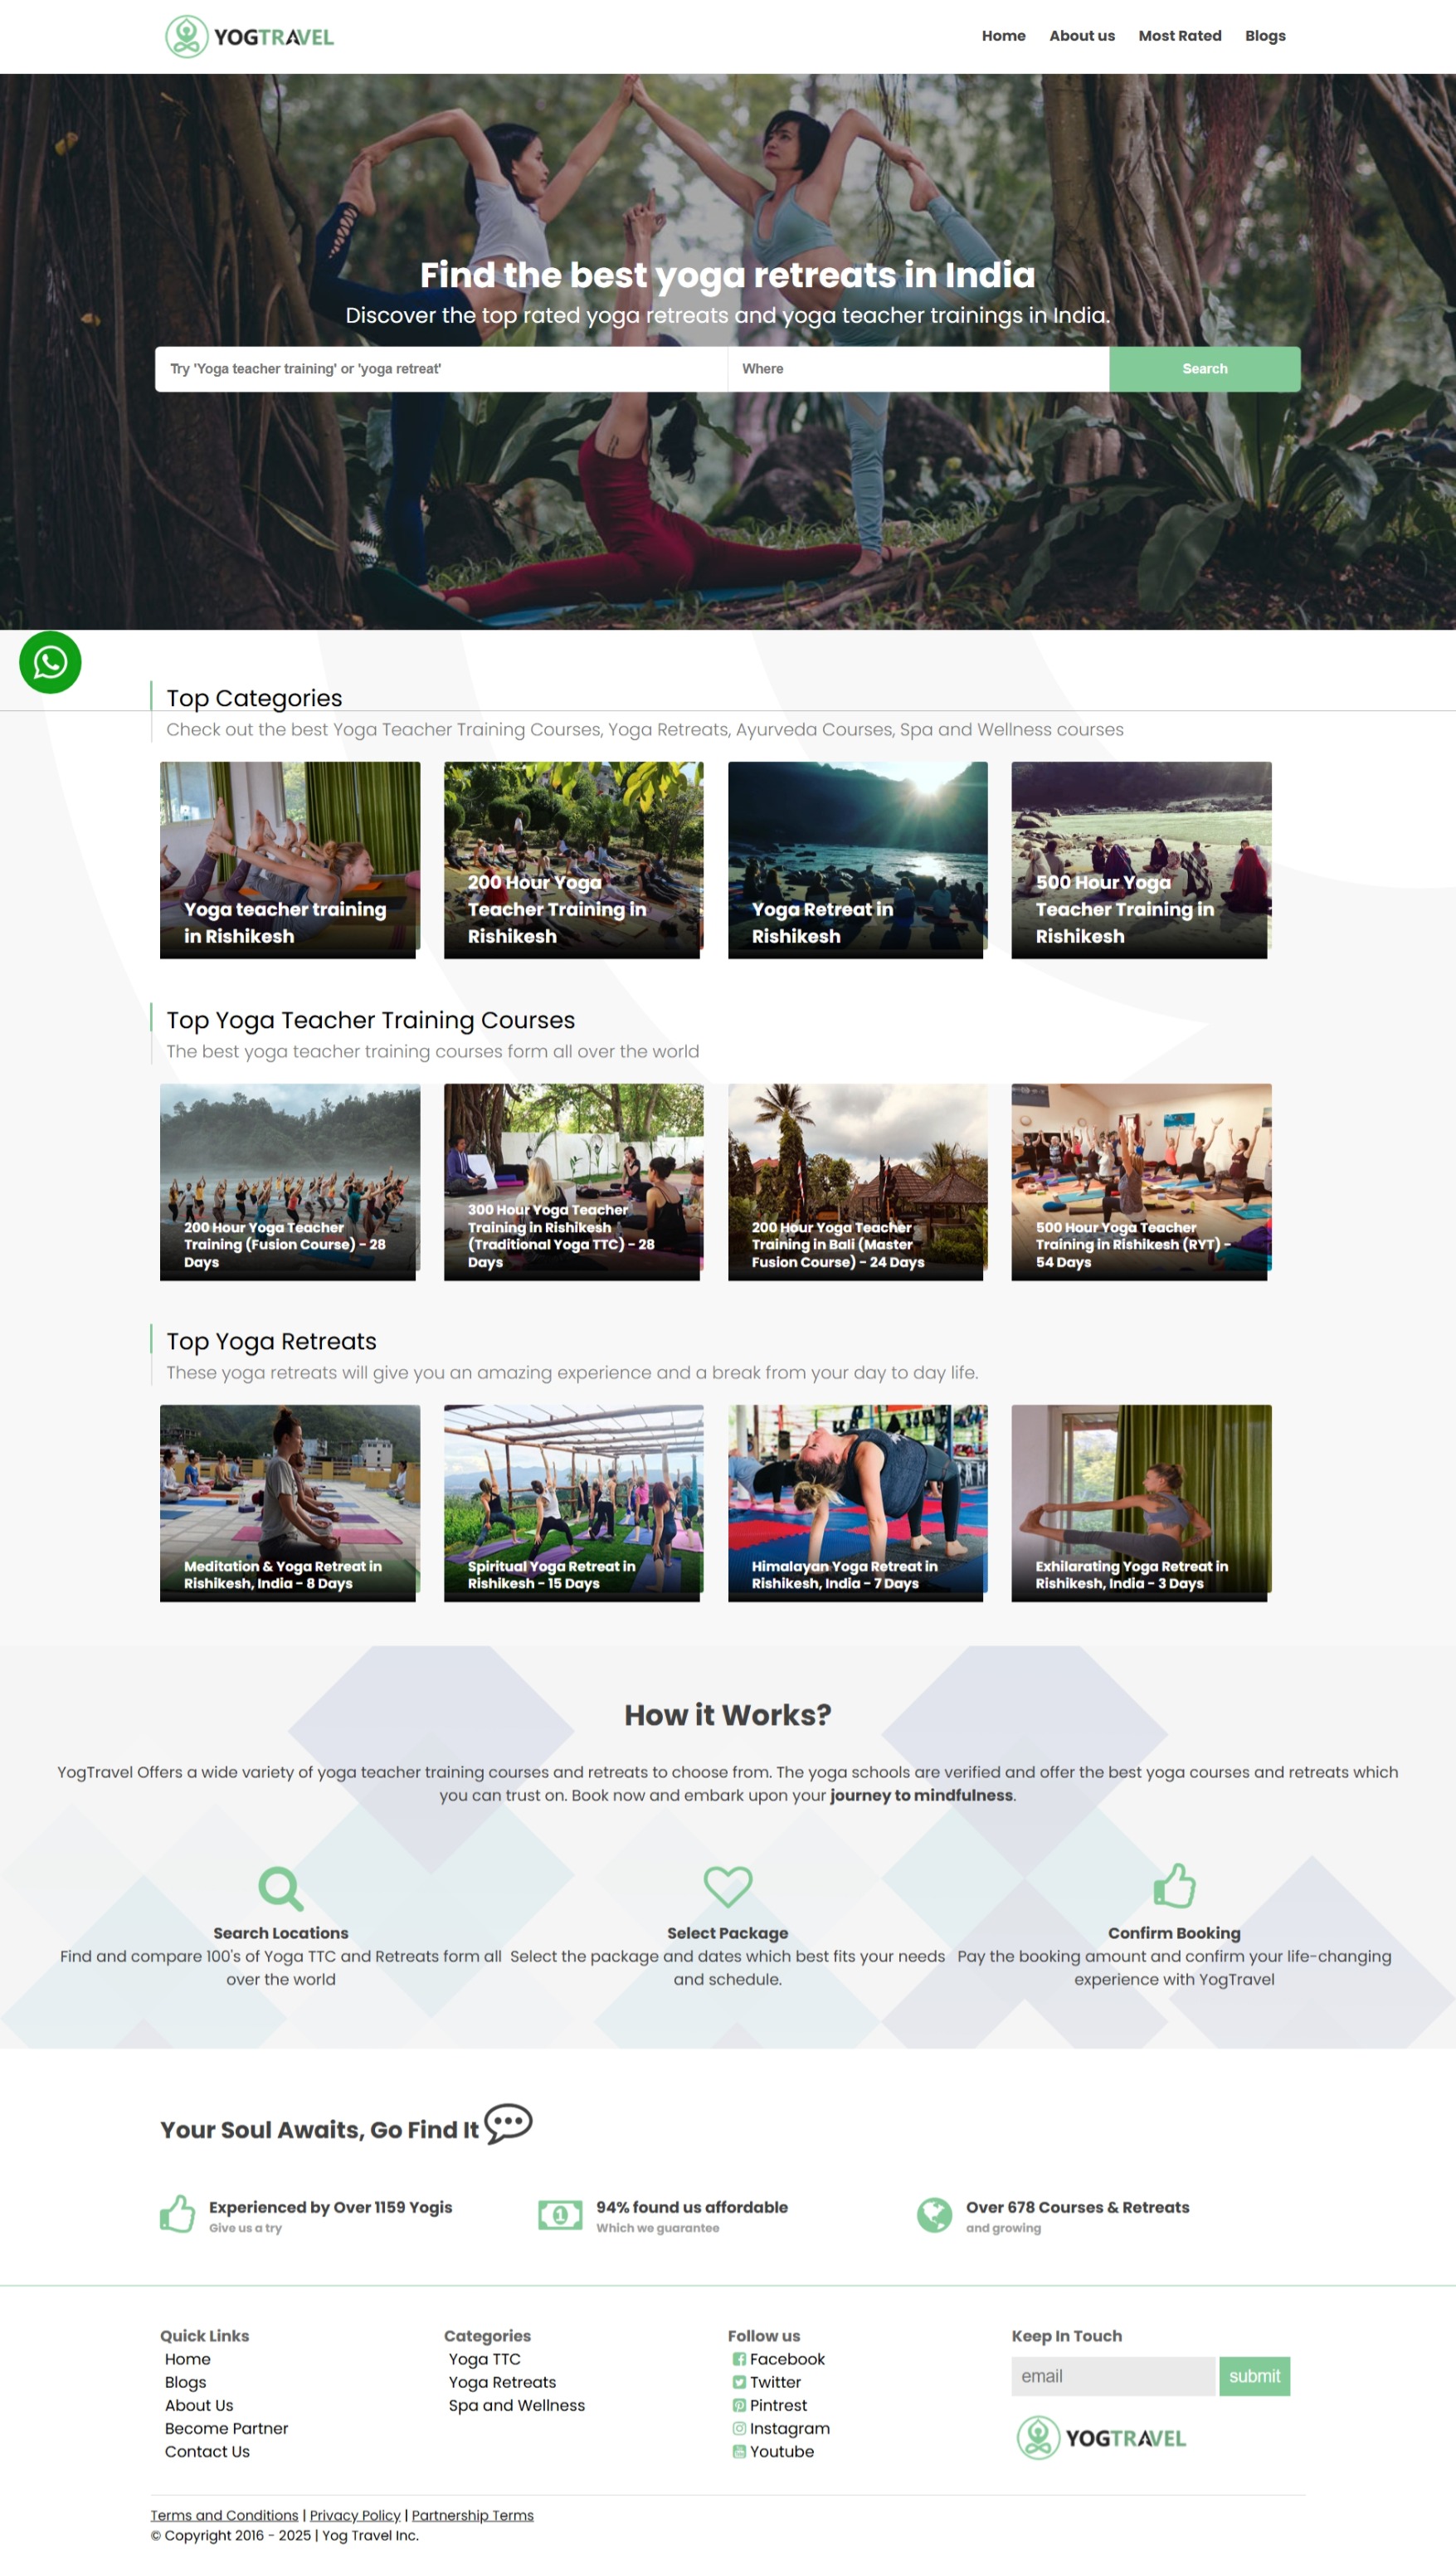 YOGTRAVEL
Home About us Most Rated Blogs
Find the best yoga retreats in India
Discover the top rated yoga retreats and yoga teacher trainings in India.
Try 'Yoga teacher training' or 'yoga retreat' Where Search
Top Categories
Check out the best Yoga Teacher Training Courses, Yoga Retreats, Ayurveda Courses, Spa and Wellness courses
Yoga teacher training
in Rishikesh
200 Hour Yoga
Teacher Training in
Rishikesh
Yoga Retreat in
Rishikesh
500 Hour Yoga
Teacher Training in
Rishikesh
Top Yoga Teacher Training Courses
The best yoga teacher training courses form all over the world
200 Hour Yoga Teacher
Training (Fusion Course) - 28
Days
300 Hour Yoga Teacher
Training in Rishikesh
(Traditional Yoga TTC) - 28
Days
200 Hour Yoga Teacher
Training in Bali (Master
Fusion Course) - 24 Days
500 Hour Yoga Teacher
Training in Rishikesh (RYT) -
54 Days
Top Yoga Retreats
These yoga retreats will give you an amazing experience and a break from your day to day life.
Meditation & Yoga Retreat in
Rishikesh, India - 8 Days
Spiritual Yoga Retreat in
Rishikesh - 15 Days
Himalayan Yoga Retreat in
Rishikesh, India - 7 Days
Exhilarating Yoga Retreat in
Rishikesh, India - 3 Days
How it Works?
YogTravel Offers a wide variety of yoga teacher training courses and retreats to choose from. The yoga schools are verified and offer the best yoga courses and retreats which
you can trust on. Book now and embark upon your journey to mindfulness.
Search Locations
Find and compare 100's of Yoga TTC and Retreats form all
over the world
Select Package
Select the package and dates which best fits your needs
and schedule.
Confirm Booking
Pay the booking amount and confirm your life-changing
experience with YogTravel
Your Soul Awaits, Go Find It
Experienced by Over 1159 Yogis
Give us a try
1
94% found us affordable
Which we guarantee
Over 678 Courses & Retreats
and growing
Quick Links
Home
Blogs
About Us
Become Partner
Contact Us
Categories
Yoga TTC
Yoga Retreats
Spa and Wellness
Follow us
Facebook
Twitter
Pintrest
Instagram
Youtube
Keep In Touch
email submit
YOGTRAVEL
Terms and Conditions | Privacy Policy | Partnership Terms
© Copyright 2016 - 2025 | Yog Travel Inc.